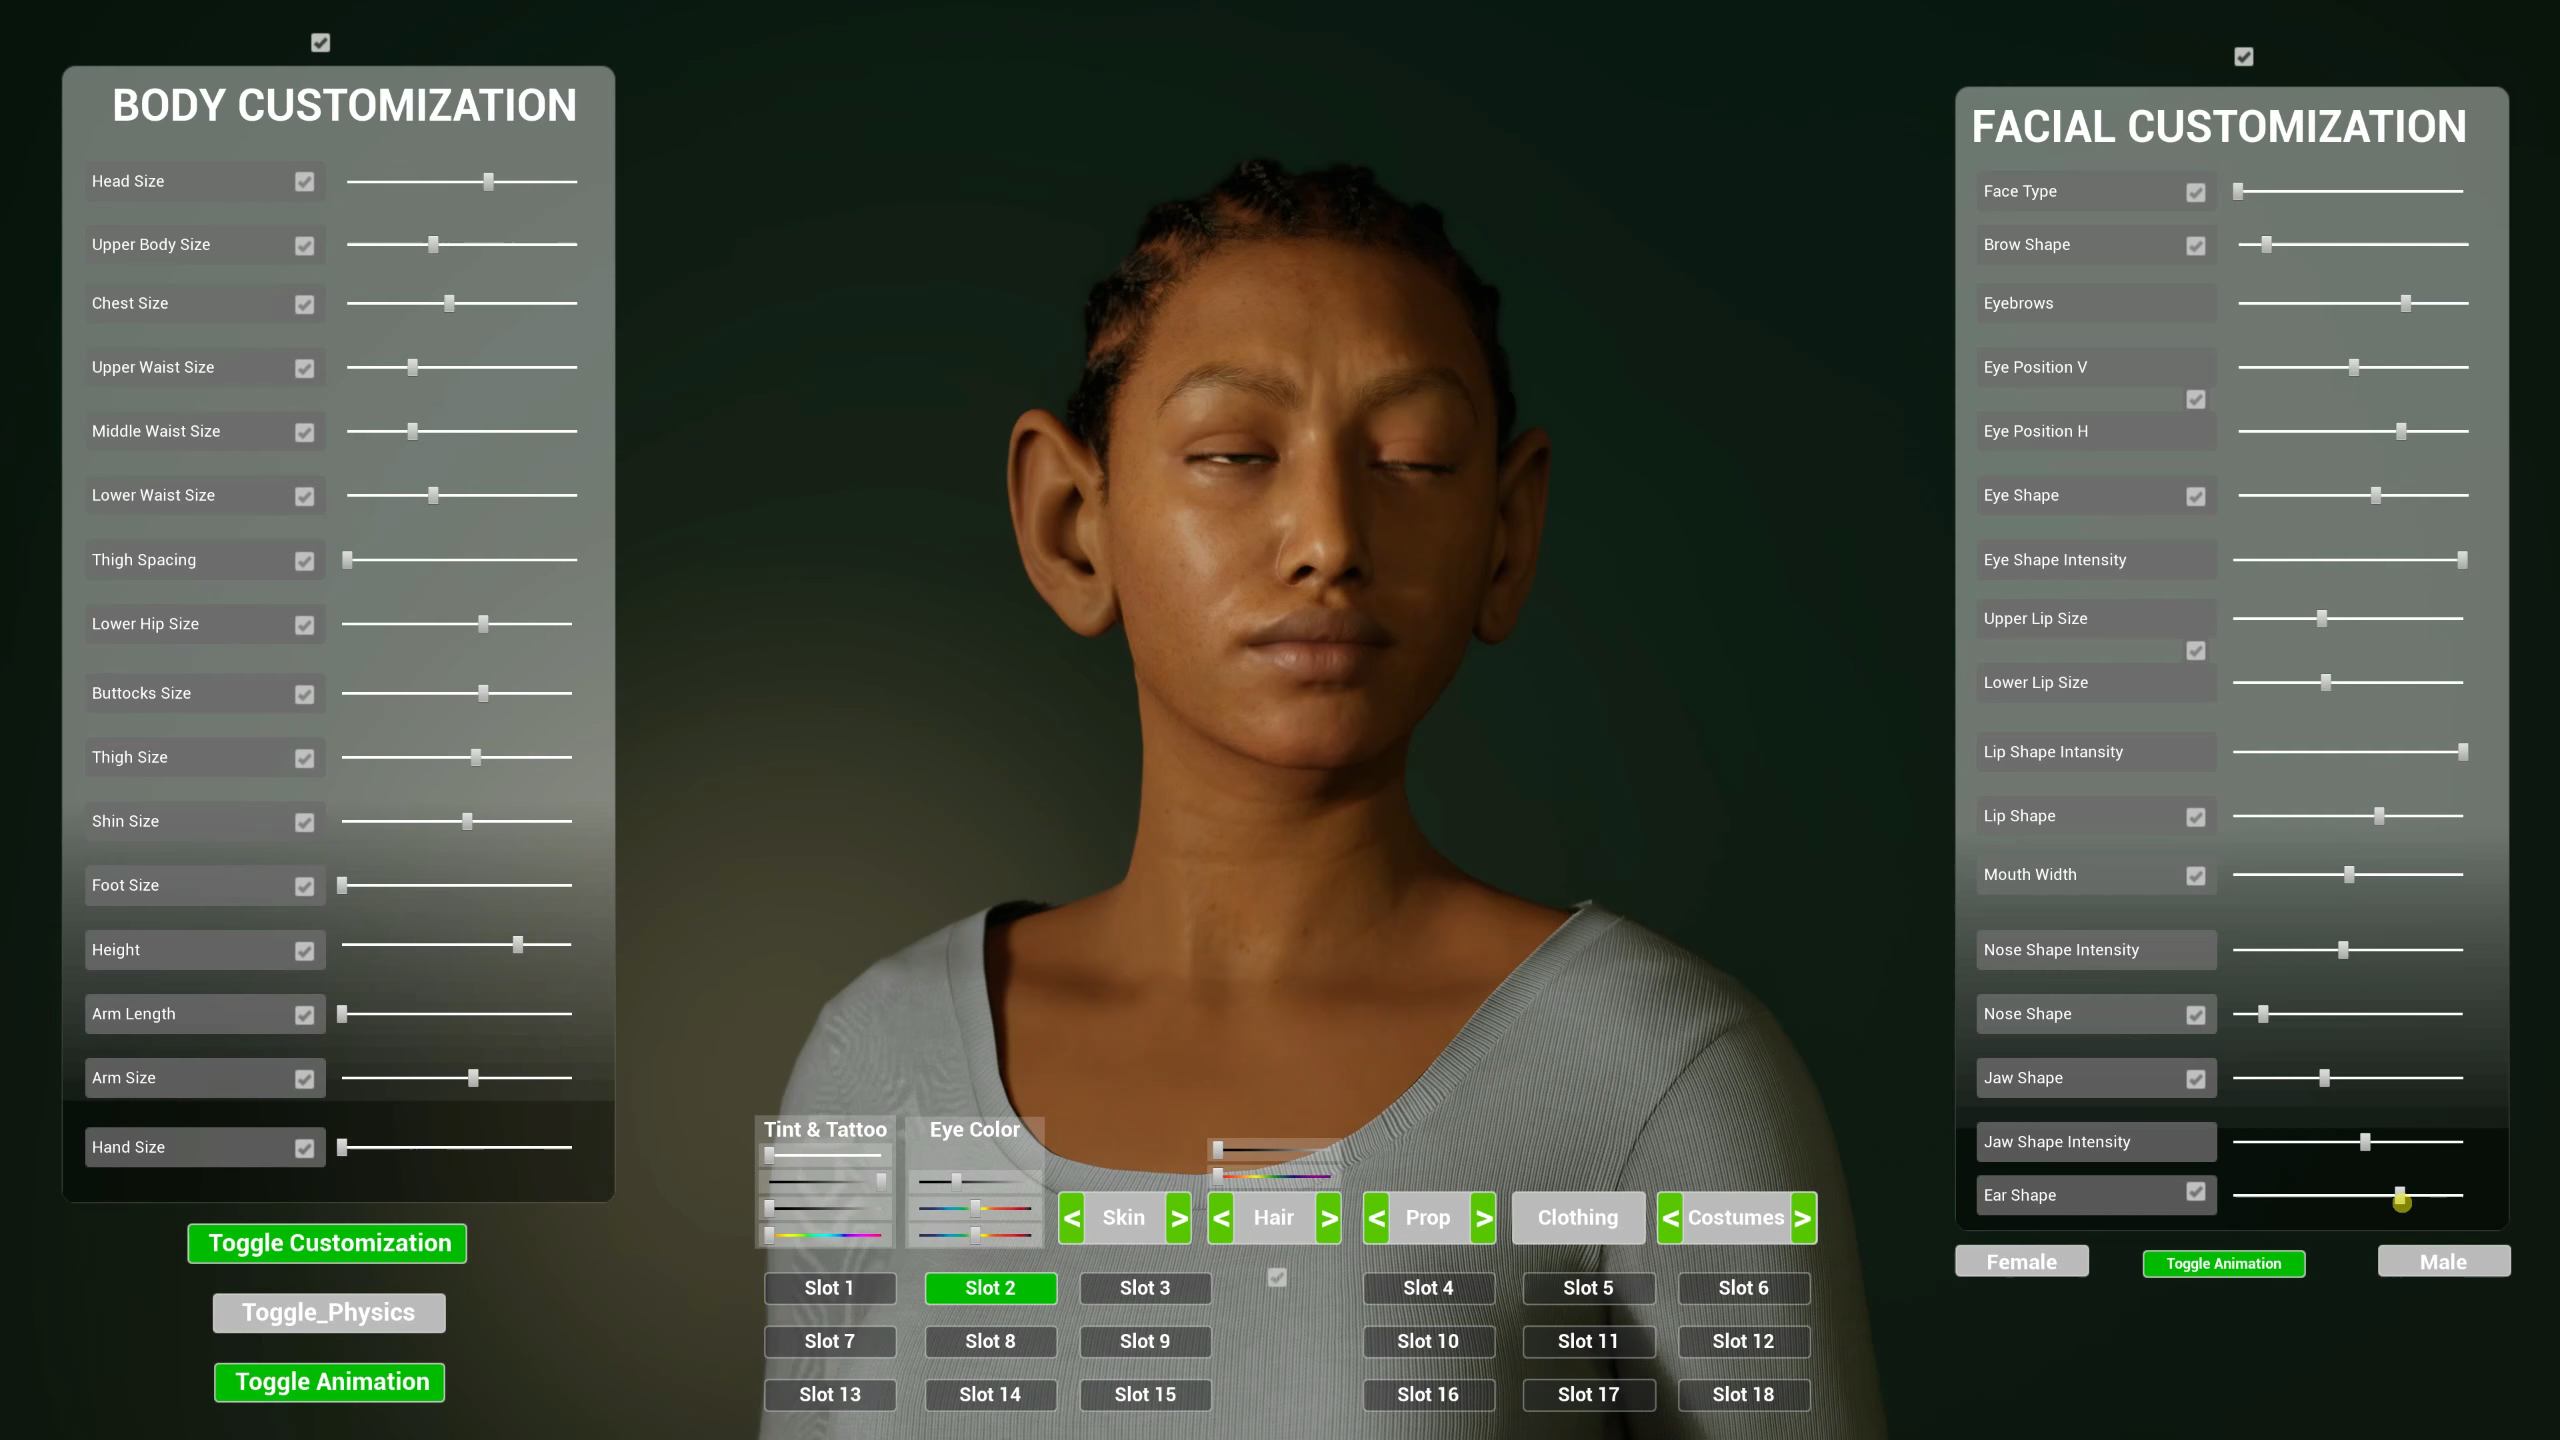 BODY CUSTOMIZATION
Head Size
Upper Body Size
Chest Size
Upper Waist Size
Middle Waist Size
Lower Waist Size
Thigh Spacing
Lower Hip Size
Buttocks Size
Thigh Size
Shin Size
Foot Size
Height
Arm Length
Arm Size
Hand Size
Toggle Customization
Toggle_Physics
Toggle Animation
Tint & Tattoo
Eye Color
< Skin >
< Hair >
< Prop >
Clothing
< Costumes >
Slot 1
Slot 2
Slot 3
Slot 4
Slot 5
Slot 6
Slot 7
Slot 8
Slot 9
Slot 10
Slot 11
Slot 12
Slot 13
Slot 14
Slot 15
Slot 16
Slot 17
Slot 18
FACIAL CUSTOMIZATION
Face Type
Brow Shape
Eyebrows
Eye Position V
Eye Position H
Eye Shape
Eye Shape Intensity
Upper Lip Size
Lower Lip Size
Lip Shape Intansity
Lip Shape
Mouth Width
Nose Shape Intensity
Nose Shape
Jaw Shape
Jaw Shape Intensity
Ear Shape
Female
Toggle Animation
Male